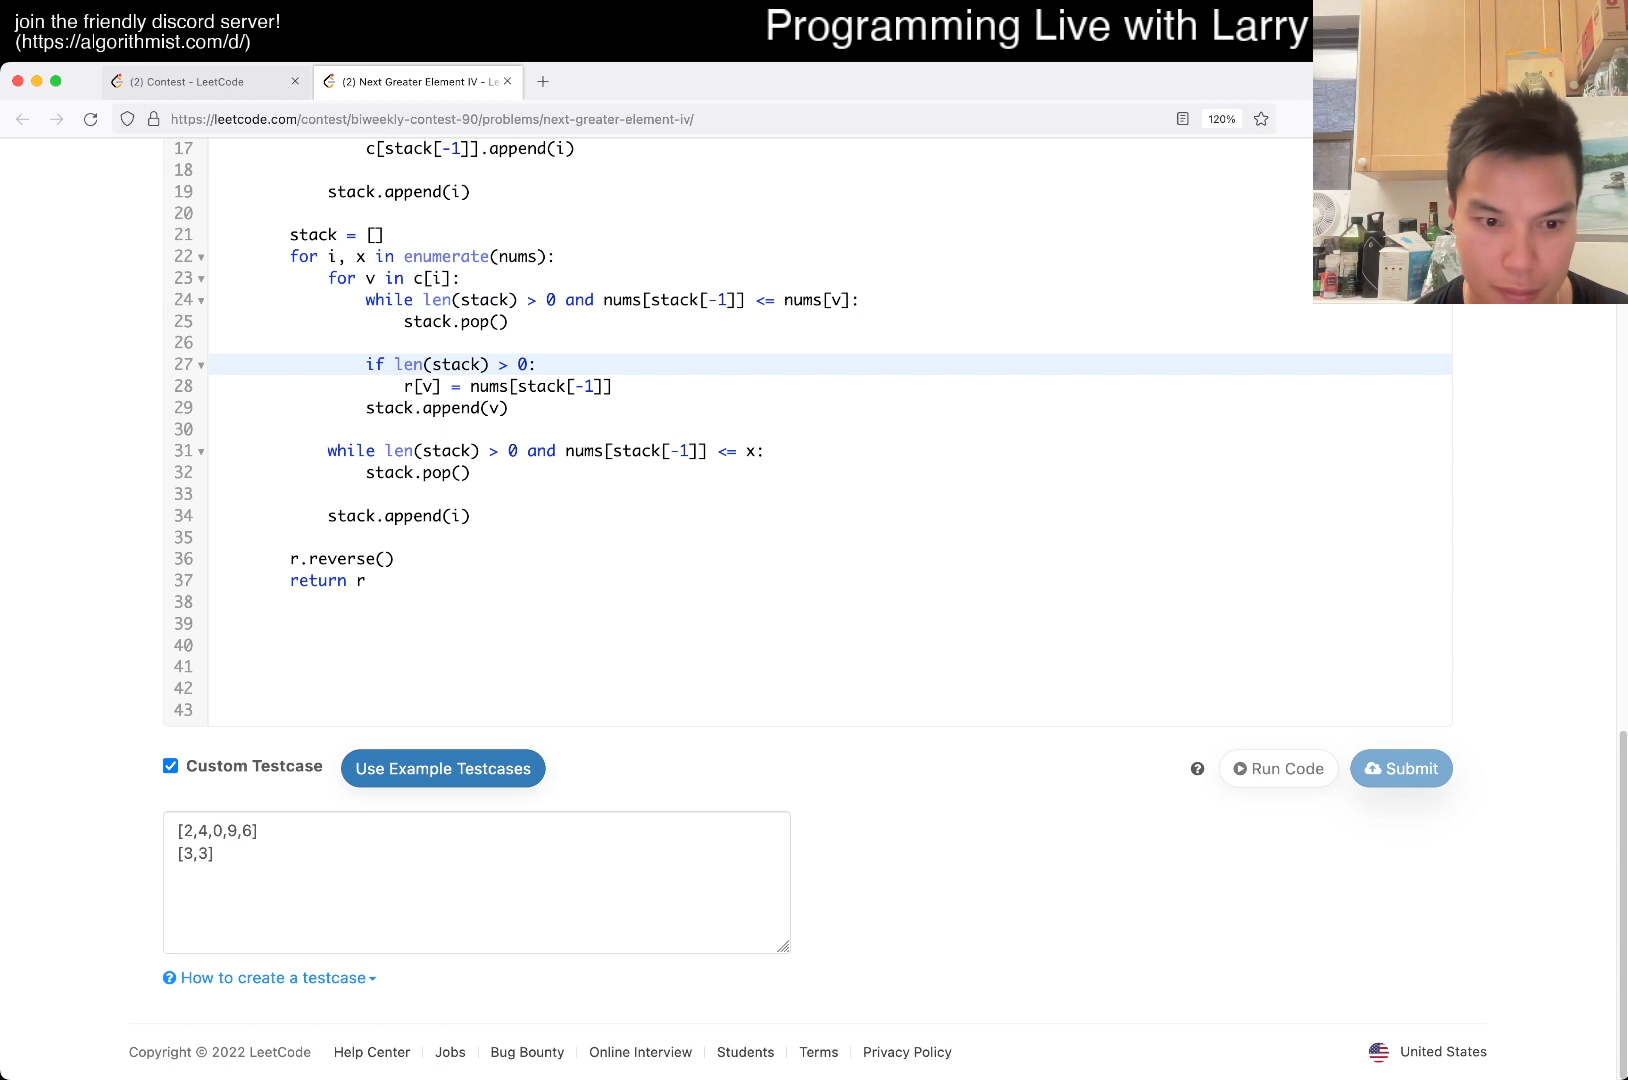 join the friendly discord server!
(https://algorithmist.com/d/)
Programming Live with Larry
(2) Contest - LeetCode
(2) Next Greater Element IV - Le
https://leetcode.com/contest/biweekly-contest-90/problems/next-greater-element-iv/
120%
17 c[stack[-1]].append(i)
18
19 stack.append(i)
20
21 stack = []
22 for i, x in enumerate(nums):
23 for v in c[i]:
24 while len(stack) > 0 and nums[stack[-1]] <= nums[v]:
25 stack.pop()
26
27 if len(stack) > 0:
28 r[v] = nums[stack[-1]]
29 stack.append(v)
30
31 while len(stack) > 0 and nums[stack[-1]] <= x:
32 stack.pop()
33
34 stack.append(i)
35
36 r.reverse()
37 return r
38
39
40
41
42
43
Custom Testcase
Use Example Testcases
Run Code
Submit
[2,4,0,9,6]
[3,3]
How to create a testcase
Copyright © 2022 LeetCode
Help Center
Jobs
Bug Bounty
Online Interview
Students
Terms
Privacy Policy
United States